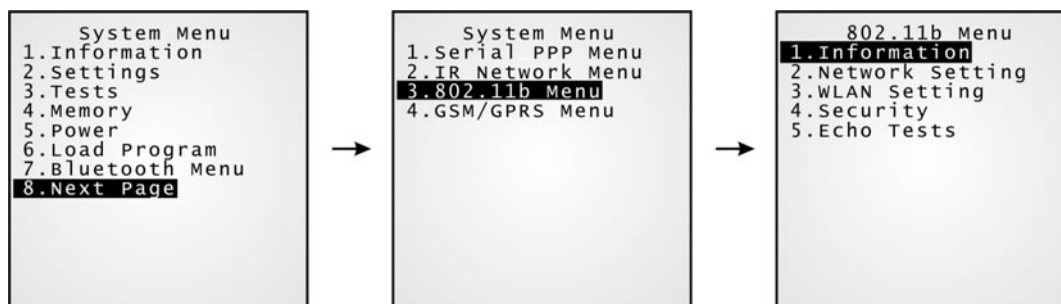 System Menu
1.Information
2.Settings
3.Tests
4.Memory
5.Power
6.Load Program
7.Bluetooth Menu
8.Next Page
System Menu
1.Serial PPP Menu
2.IR Network Menu
3.802.11b Menu
4.GSM/GPRS Menu
802.11b Menu
1.Information
2.Network Setting
3.WLAN Setting
4.Security
5.Echo Tests